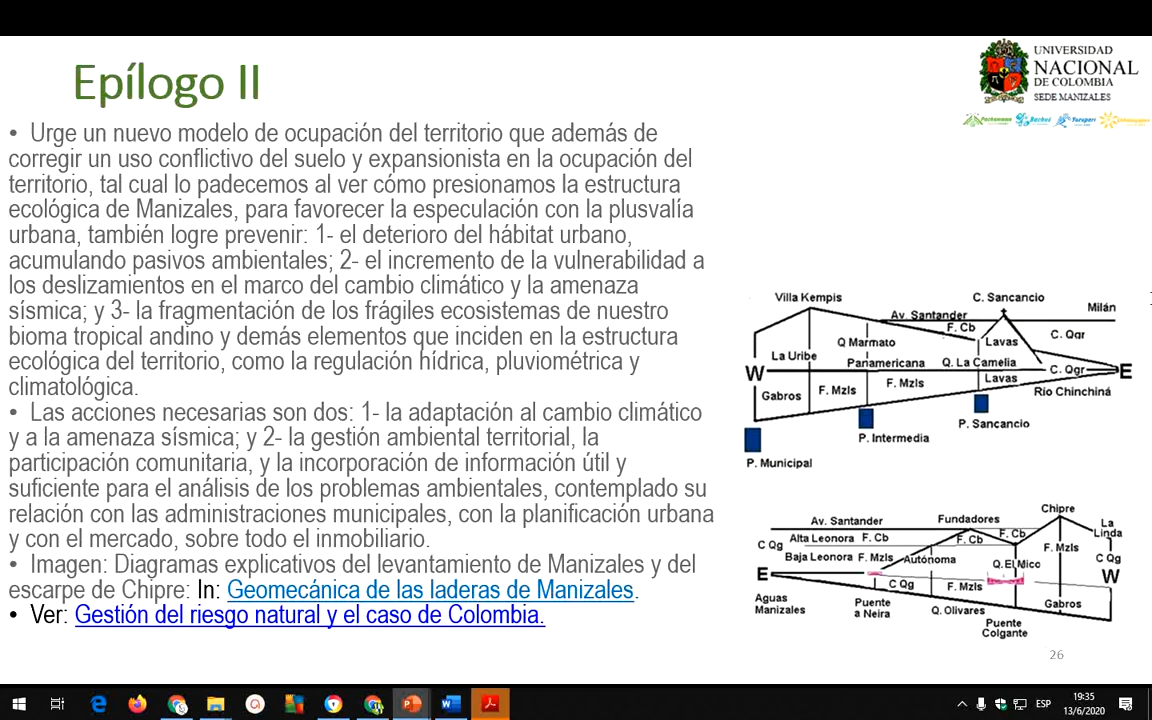 Epílogo II
UNIVERSIDAD
NACIONAL
DE COLOMBIA
SEDE MANIZALES
• Urge un nuevo modelo de ocupación del territorio que además de
corregir un uso conflictivo del suelo y expansionista en la ocupación del
territorio, tal cual lo padecemos al ver cómo presionamos la estructura
ecológica de Manizales, para favorecer la especulación con la plusvalía
urbana, también logre prevenir: 1- el deterioro del hábitat urbano,
acumulando pasivos ambientales; 2- el incremento de la vulnerabilidad a
los deslizamientos en el marco del cambio climático y la amenaza
sísmica; y 3- la fragmentación de los frágiles ecosistemas de nuestro
bioma tropical andino y demás elementos que inciden en la estructura
ecológica del territorio, como la regulación hídrica, pluviométrica y
climatológica.
• Las acciones necesarias son dos: 1- la adaptación al cambio climático
y a la amenaza sísmica; y 2- la gestión ambiental territorial, la
participación comunitaria, y la incorporación de información útil y
suficiente para el análisis de los problemas ambientales, contemplado su
relación con las administraciones municipales, con la planificación urbana
y con el mercado, sobre todo el inmobiliario.
• Imagen: Diagramas explicativos del levantamiento de Manizales y del
escarpe de Chipre: In: Geomecánica de las laderas de Manizales.
• Ver: Gestión del riesgo natural y el caso de Colombia.
Villa Kempis
C. Sancancio
Milán
Av. Santander
F. Cb
Q Marmato
Lavas
C. Qgr
La Uribe
Panamericana
Q. La Camelia
W
C. Qgr
E
Gabros
F. Mzls
F. Mzls
Lavas
Río Chinchiná
P. Sancancio
P. Intermedia
P. Municipal
Chipre
Av. Santander
Fundadores
La
Linda
Alta Leonora F. Cb
F. Cb
F. Cb
C Qg
F. Mzls
Baja Leonora F. Mzls
Autónoma
Q. El Mico
C Qg
E
W
C Qg
F. Mzls
Aguas
Manizales
Puente
a Neira
Q. Olivares
Gabros
Puente
Colgante
26
ESP
19:35
13/6/2020